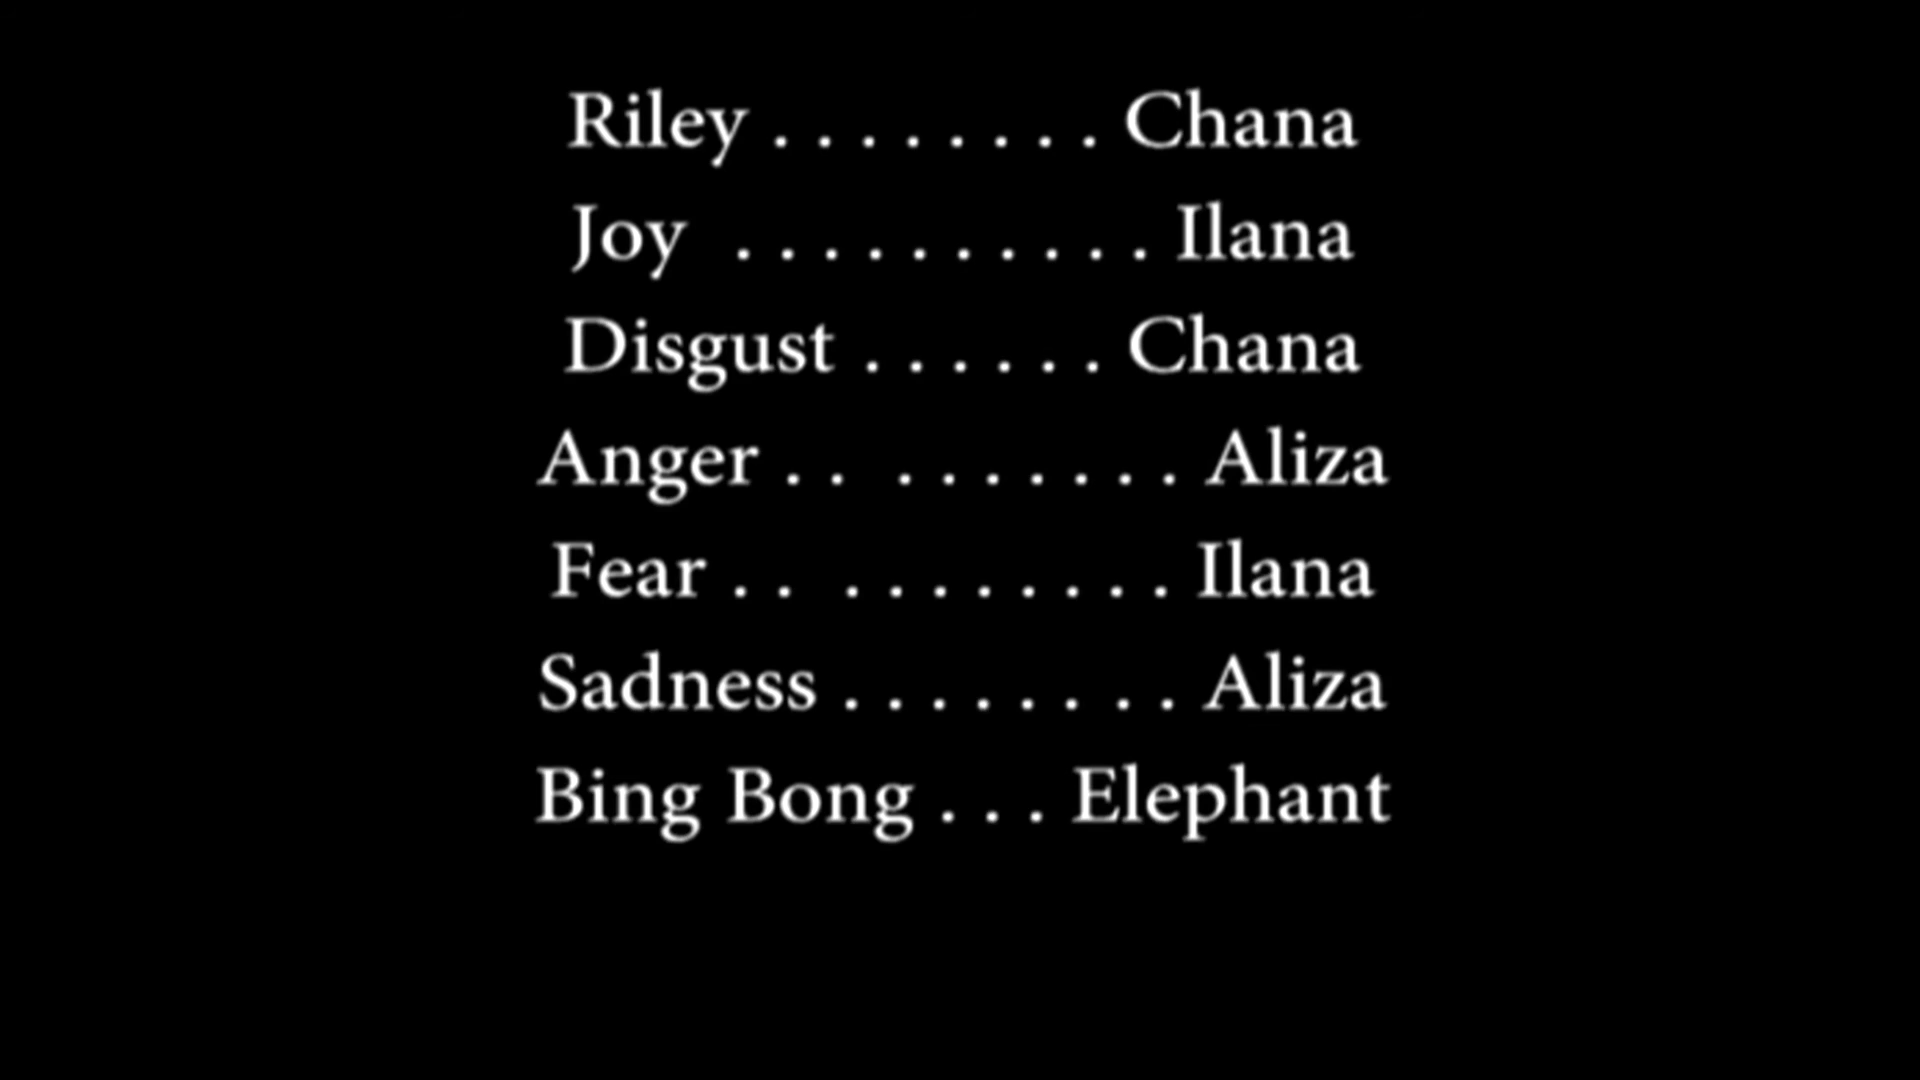 Riley . . . . . . . . Chana
Joy . . . . . . . . . . Ilana
Disgust . . . . . . Chana
Anger . . . . . . . . . Aliza
Fear . . . . . . . . . . Ilana
Sadness . . . . . . . . Aliza
Bing Bong . . . Elephant